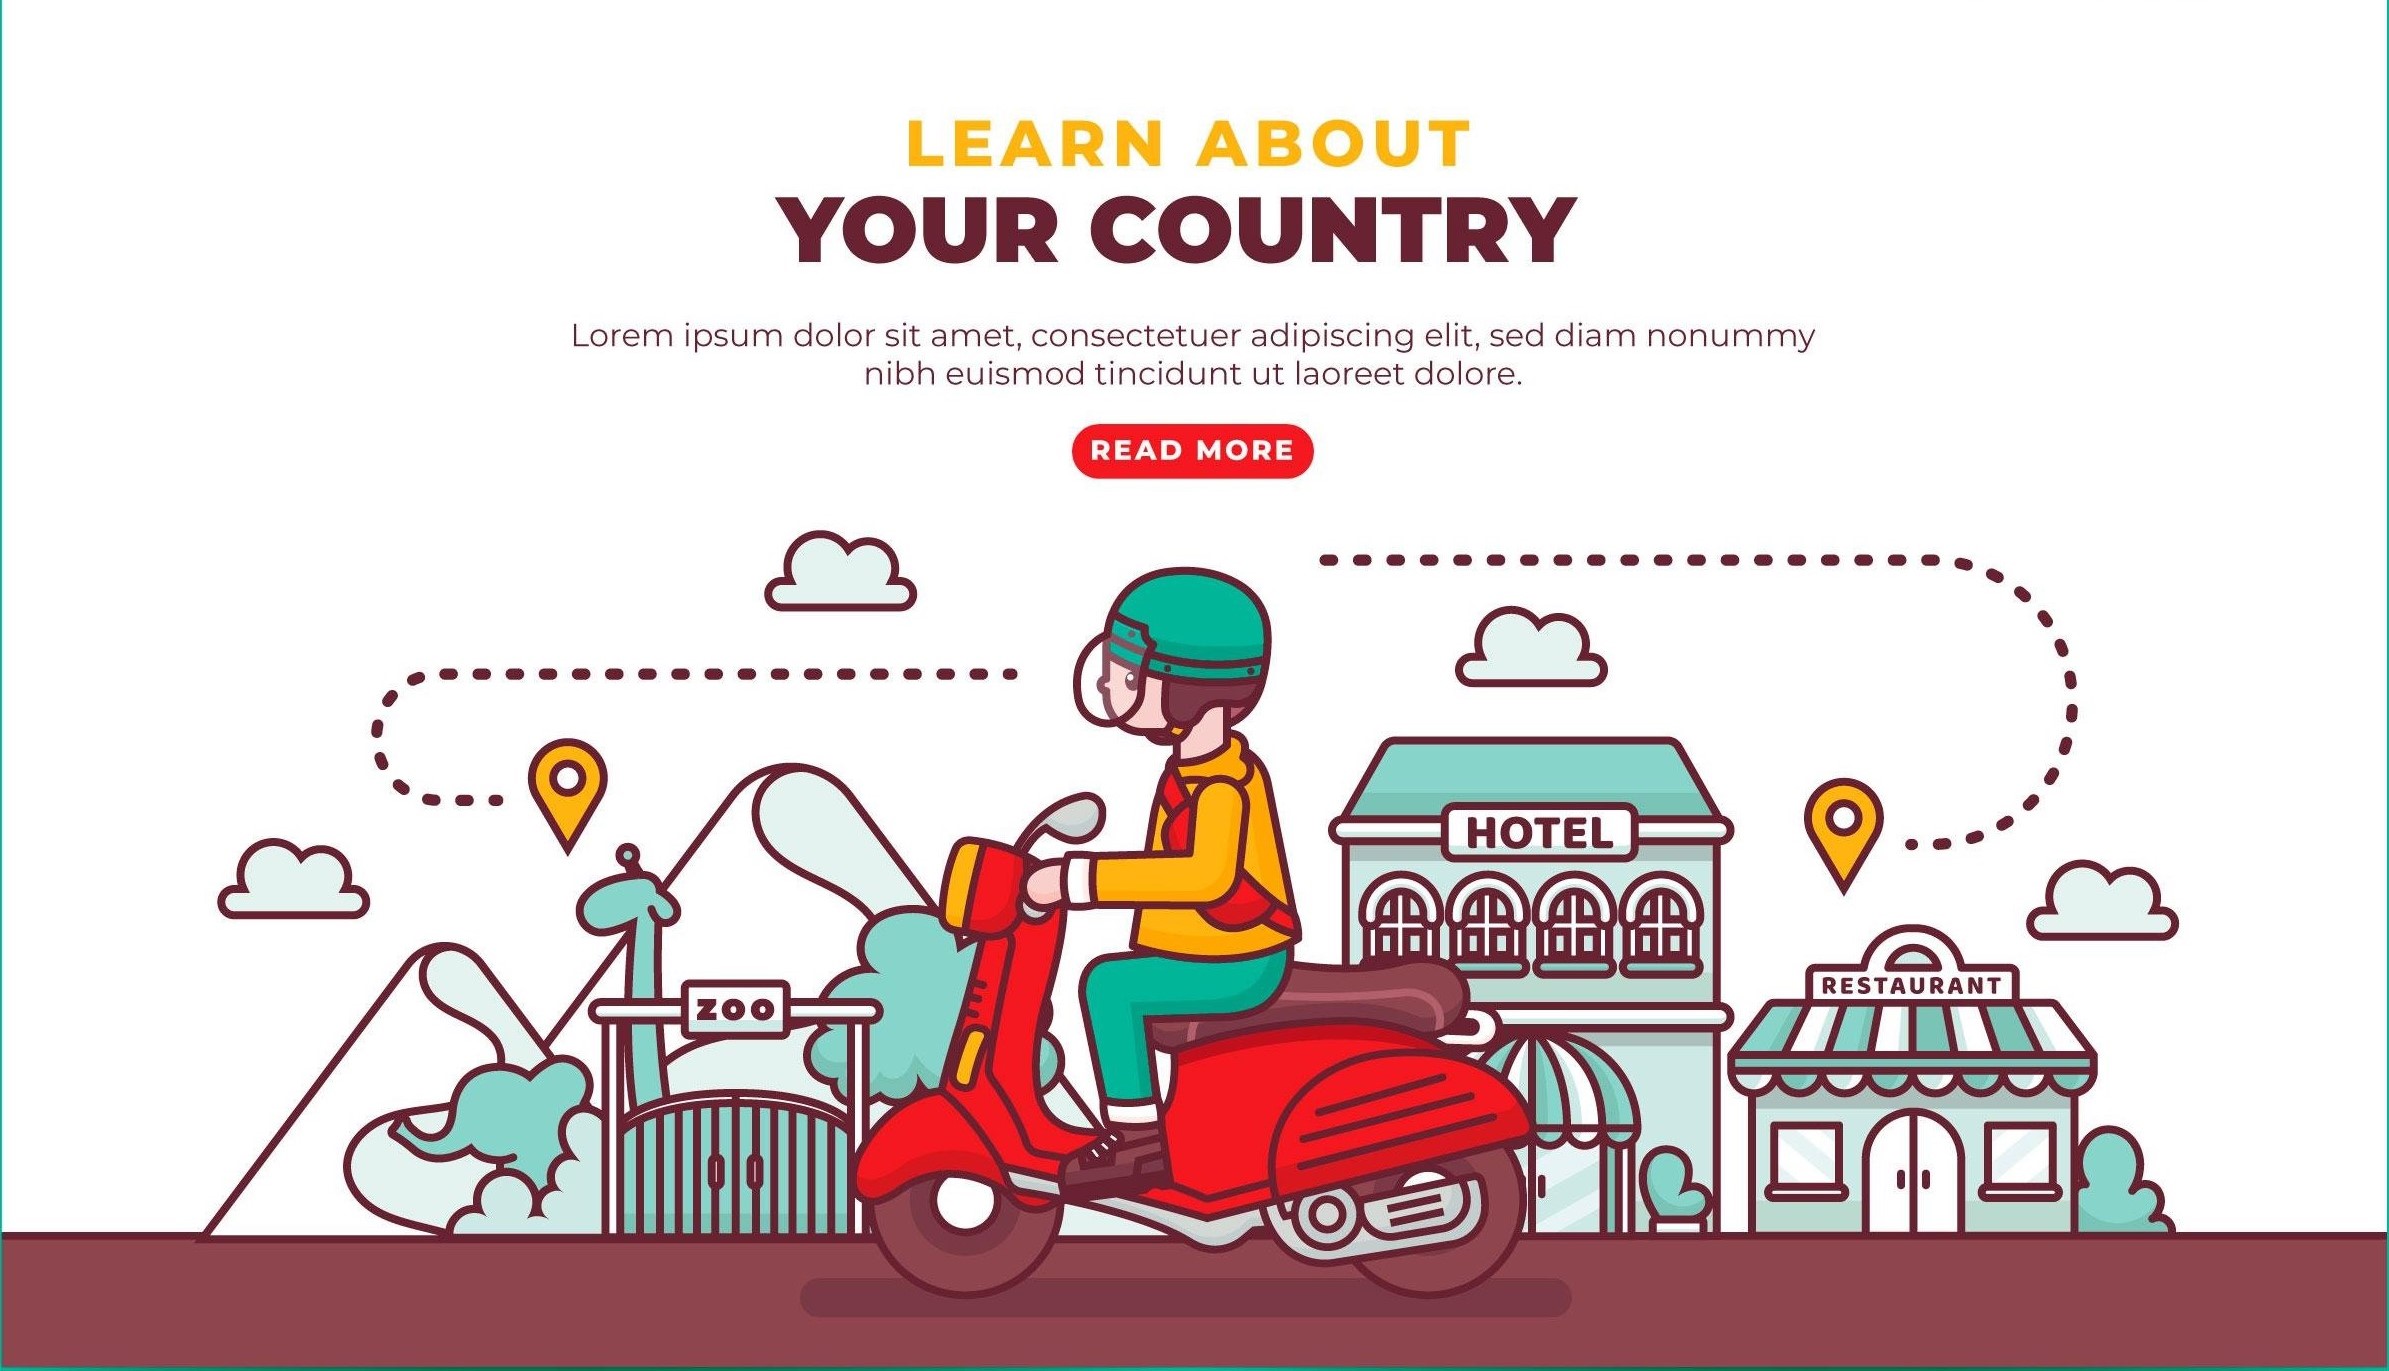 LEARN ABOUT
YOUR COUNTRY
Lorem ipsum dolor sit amet, consectetuer adipiscing elit, sed diam nonummy
nibh euismod tincidunt ut laoreet dolore.
READ MORE
HOTEL
RESTAURANT
ZOO